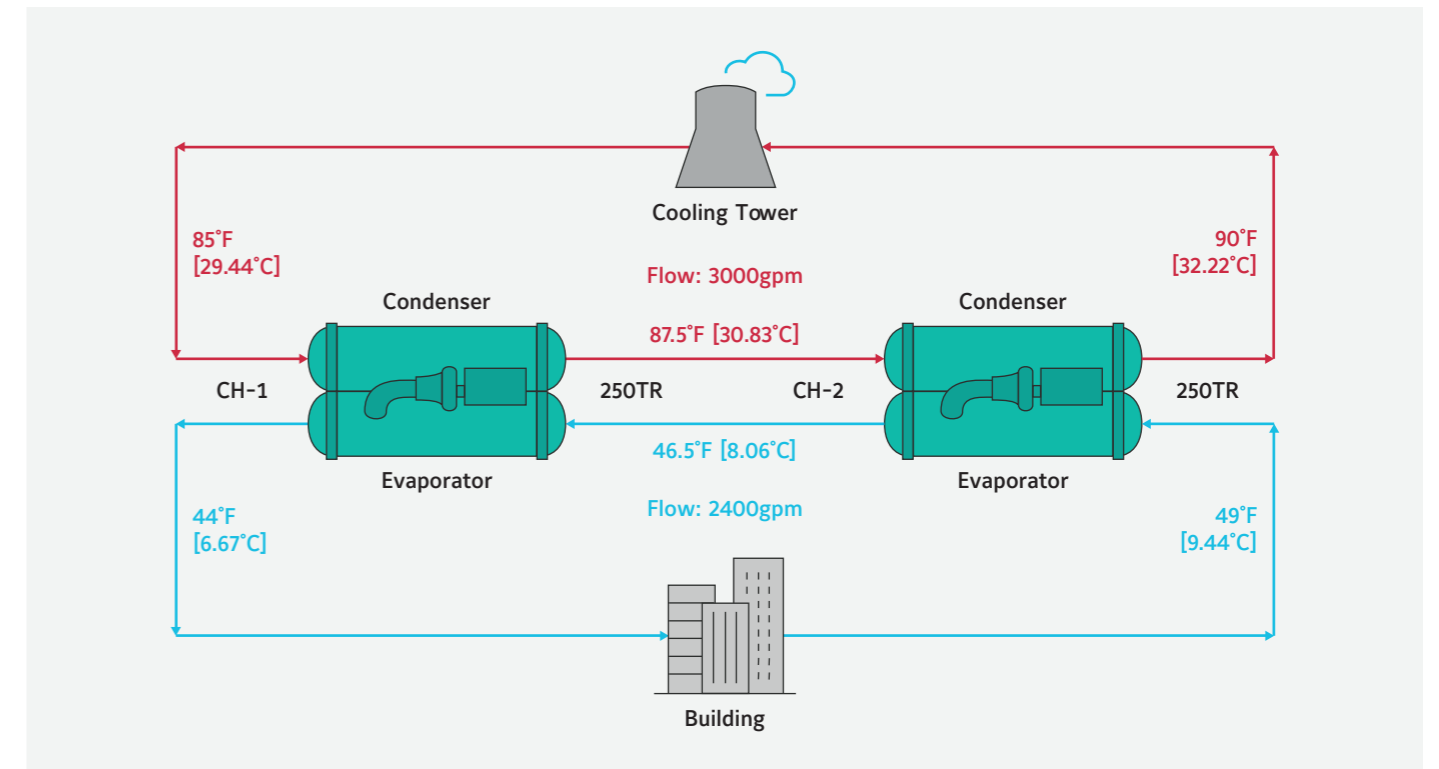 Cooling Tower
85°F
[29.44°C]
90°F
[32.22°C]
Flow: 3000gpm
Condenser
Condenser
87.5°F [30.83°C]
CH-1
250TR
CH-2
250TR
46.5°F [8.06°C]
Evaporator
Evaporator
Flow: 2400gpm
44°F
[6.67°C]
49°F
[9.44°C]
Building